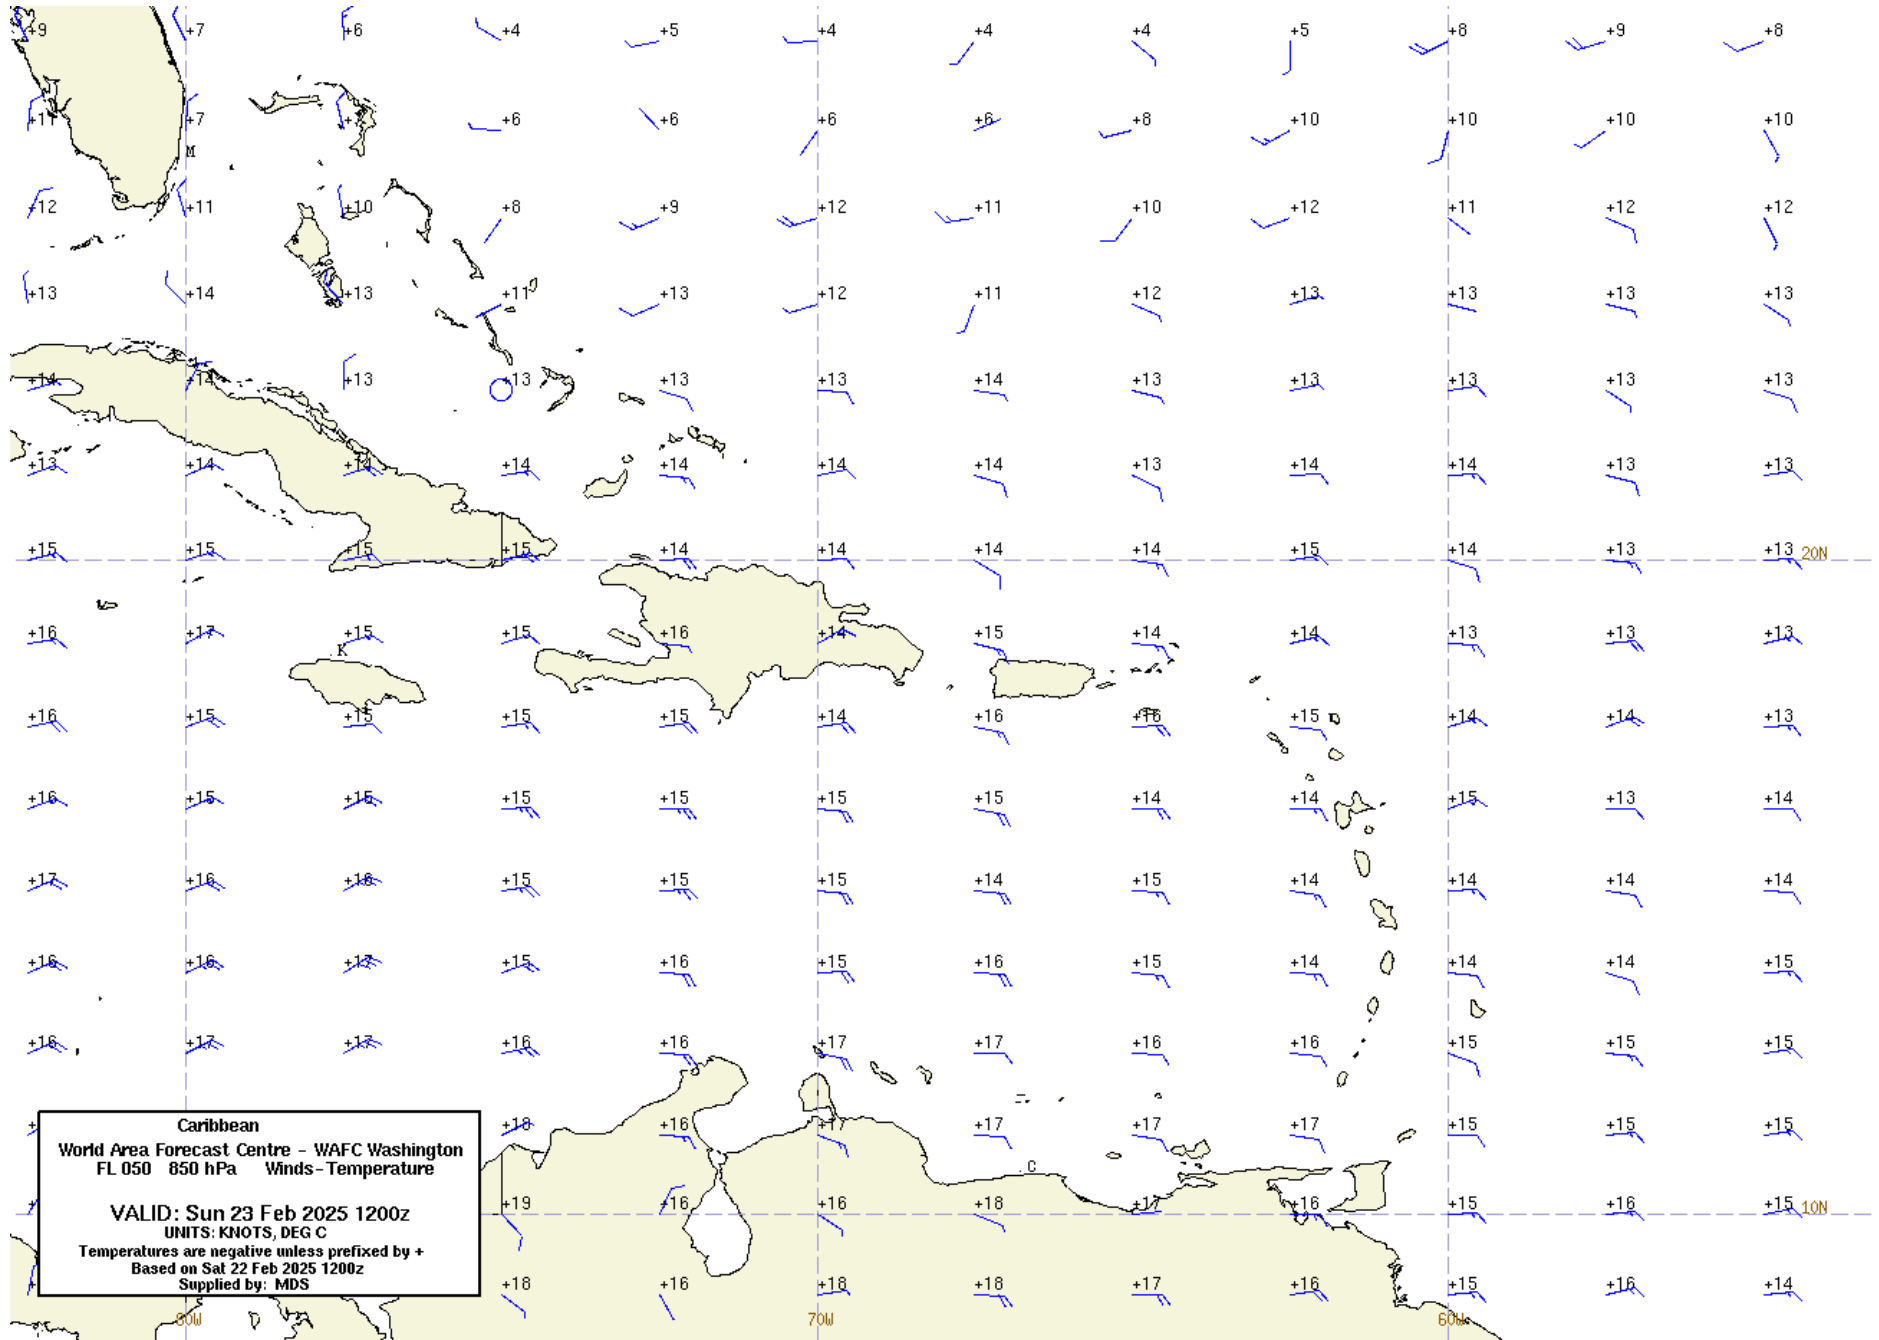 +9 +7 +6 +4 +5 +4 +4 +4 +5 +8 +9 +8
+11 +7 +6 +6 +6 +8 +10 +10 +10 +10
M
+12 +11 +10 +8 +9 +12 +11 +10 +12 +11 +12 +12
+13 +14 +13 +11 +13 +12 +11 +12 +13 +13 +13 +13
+14 +14 +13 +13 +13 +13 +14 +13 +13 +13 +13 +13
+13 +14 +14 +14 +14 +14 +14 +13 +14 +14 +13 +13
+15 +15 +15 +15 +14 +14 +14 +14 +15 +14 +13 +13 20N
+16 +17 +15 +15 +16 +14 +15 +14 +14 +13 +13 +13
K
+16 +15 +15 +15 +15 +14 +16 +16 +15 +14 +14 +13
+16 +15 +15 +15 +15 +15 +15 +14 +14 +15 +13 +14
+17 +16 +16 +15 +15 +15 +14 +15 +14 +14 +14 +14
+16 +16 +17 +15 +16 +15 +16 +15 +14 +14 +14 +15
+16 +17 +17 +16 +16 +17 +17 +16 +16 +15 +15 +15
+18 +16 +17 +17 +17 +17 +15 +15 +15
C
+19 +16 +16 +18 +17 +16 +15 +15 +15 10N
+18 +16 +18 +18 +17 +16 +15 +16 +14
Caribbean
World Area Forecast Centre - WAFC Washington
FL 050 850 hPa Winds-Temperature
VALID: Sun 23 Feb 2025 1200z
UNITS: KNOTS, DEG C
Temperatures are negative unless prefixed by +
Based on Sat 22 Feb 2025 1200z
Supplied by: MDS
80W 70W 60W